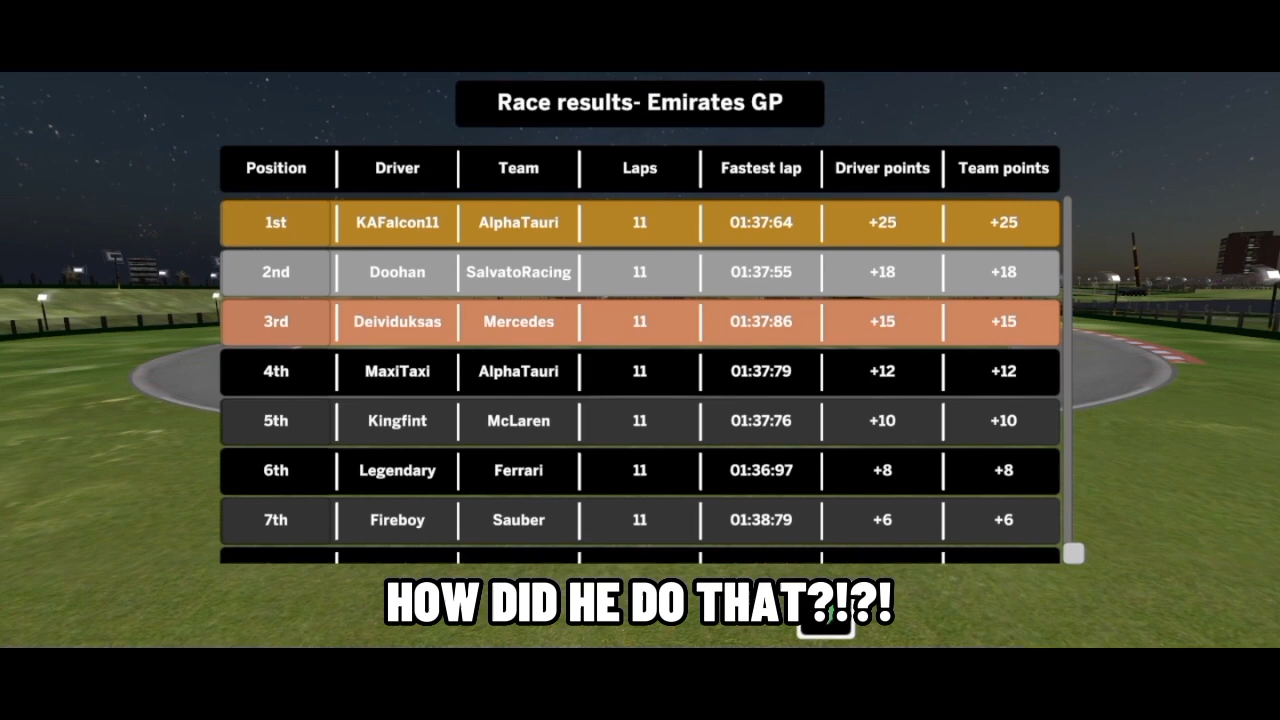 Race results- Emirates GP
Position Driver Team Laps Fastest lap Driver points Team points
1st KAFalcon11 AlphaTauri 11 01:37:64 +25 +25
2nd Doohan SalvatoRacing 11 01:37:55 +18 +18
3rd Deividuksas Mercedes 11 01:37:86 +15 +15
4th MaxiTaxi AlphaTauri 11 01:37:79 +12 +12
5th Kingfint McLaren 11 01:37:76 +10 +10
6th Legendary Ferrari 11 01:36:97 +8 +8
7th Fireboy Sauber 11 01:38:79 +6 +6
HOW DID HE DO THAT?!?!